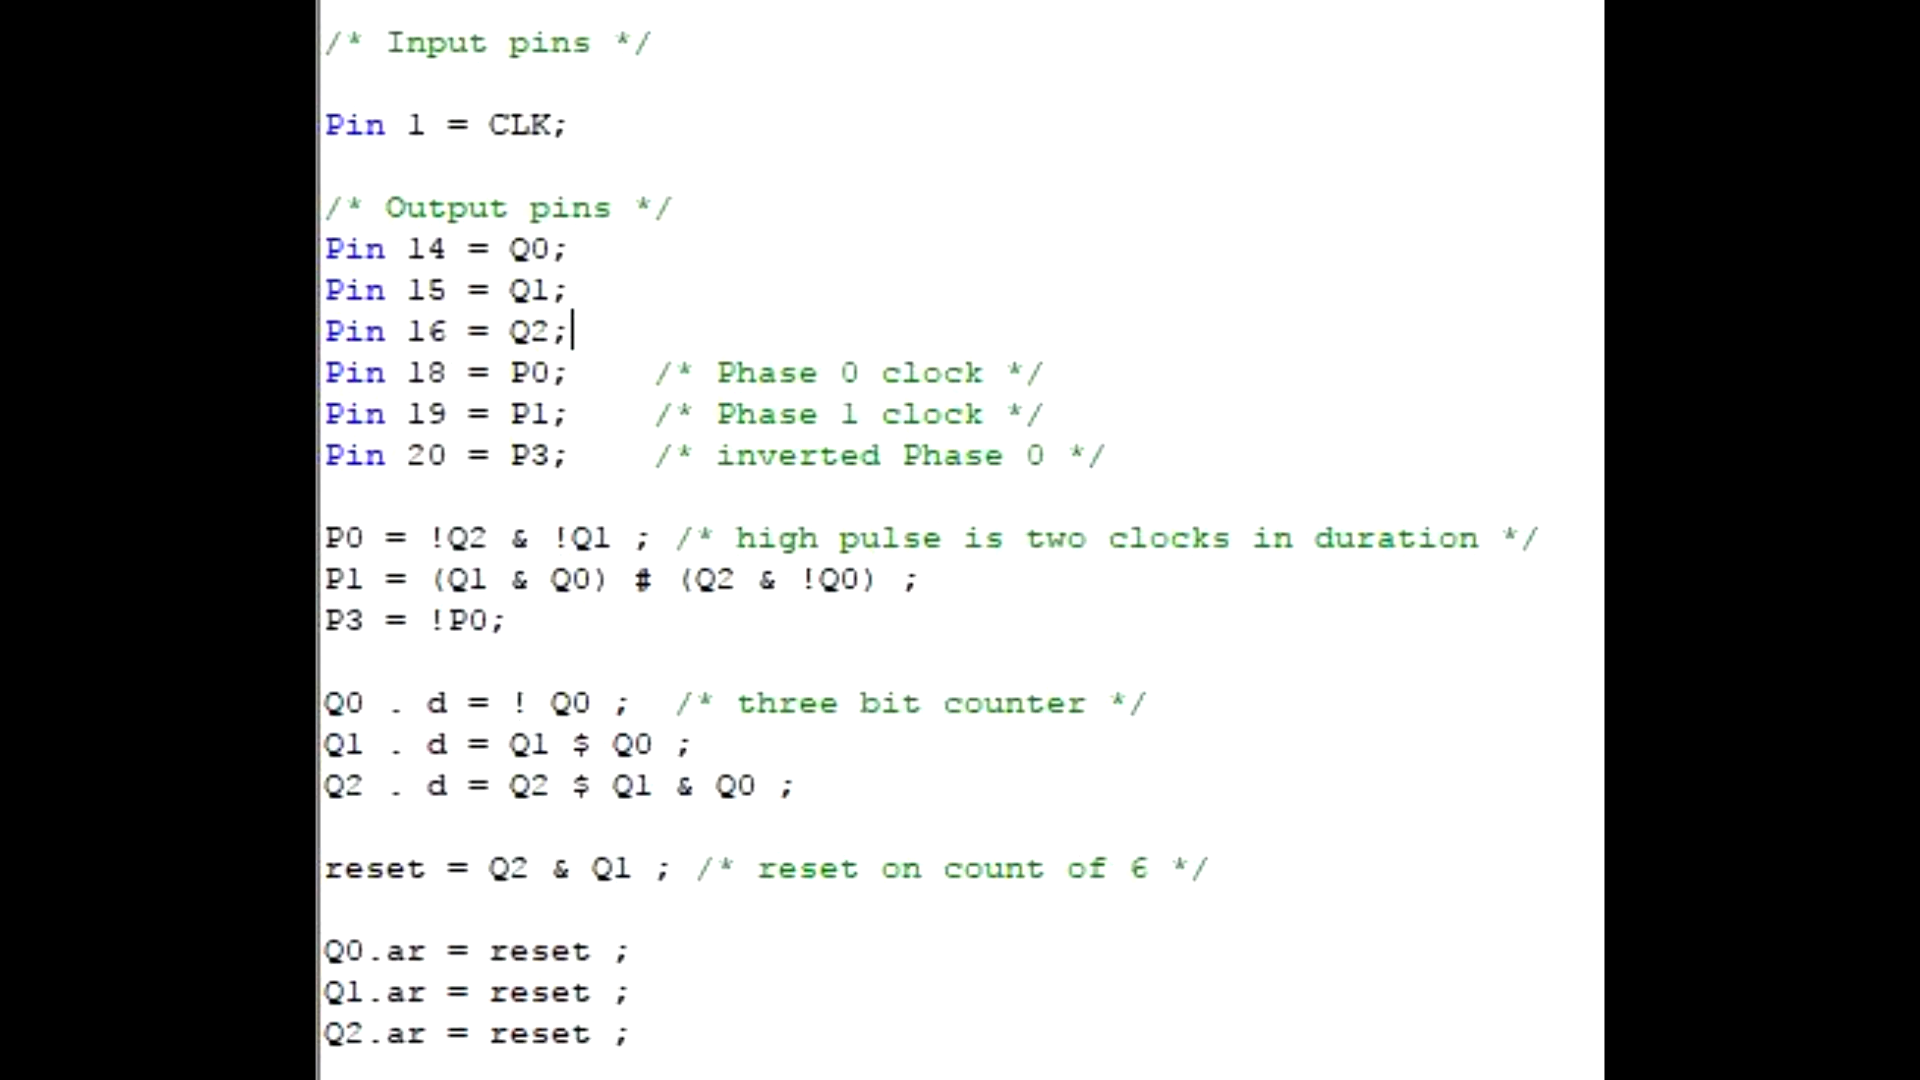 /* Input pins */
Pin 1 = CLK;
/* Output pins */
Pin 14 = Q0;
Pin 15 = Q1;
Pin 16 = Q2;
Pin 18 = P0; /* Phase 0 clock */
Pin 19 = P1; /* Phase 1 clock */
Pin 20 = P3; /* inverted Phase 0 */
P0 = !Q2 & !Q1 ; /* high pulse is two clocks in duration */
P1 = (Q1 & Q0) # (Q2 & !Q0) ;
P3 = !P0;
Q0 . d = ! Q0 ; /* three bit counter */
Q1 . d = Q1 $ Q0 ;
Q2 . d = Q2 $ Q1 & Q0 ;
reset = Q2 & Q1 ; /* reset on count of 6 */
Q0.ar = reset ;
Q1.ar = reset ;
Q2.ar = reset ;